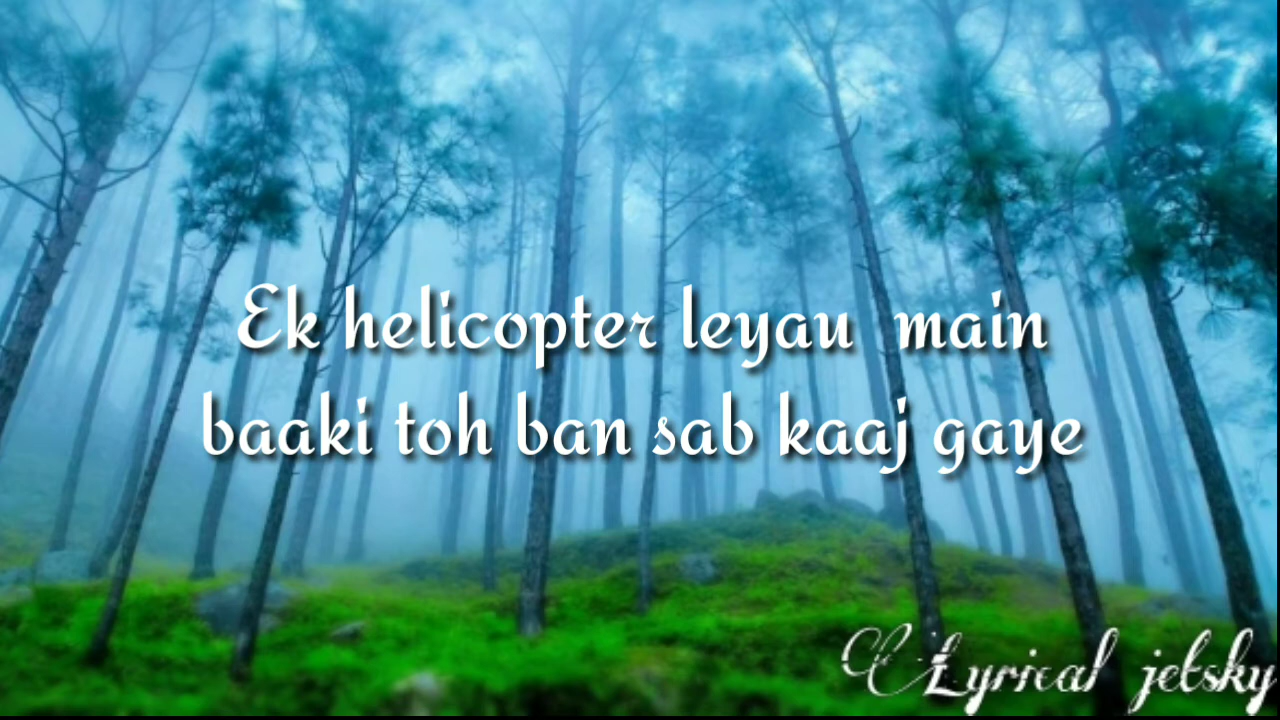 Ek helicopter leyau main
baaki toh ban sab kaaj gaye
Lyrical jetsky